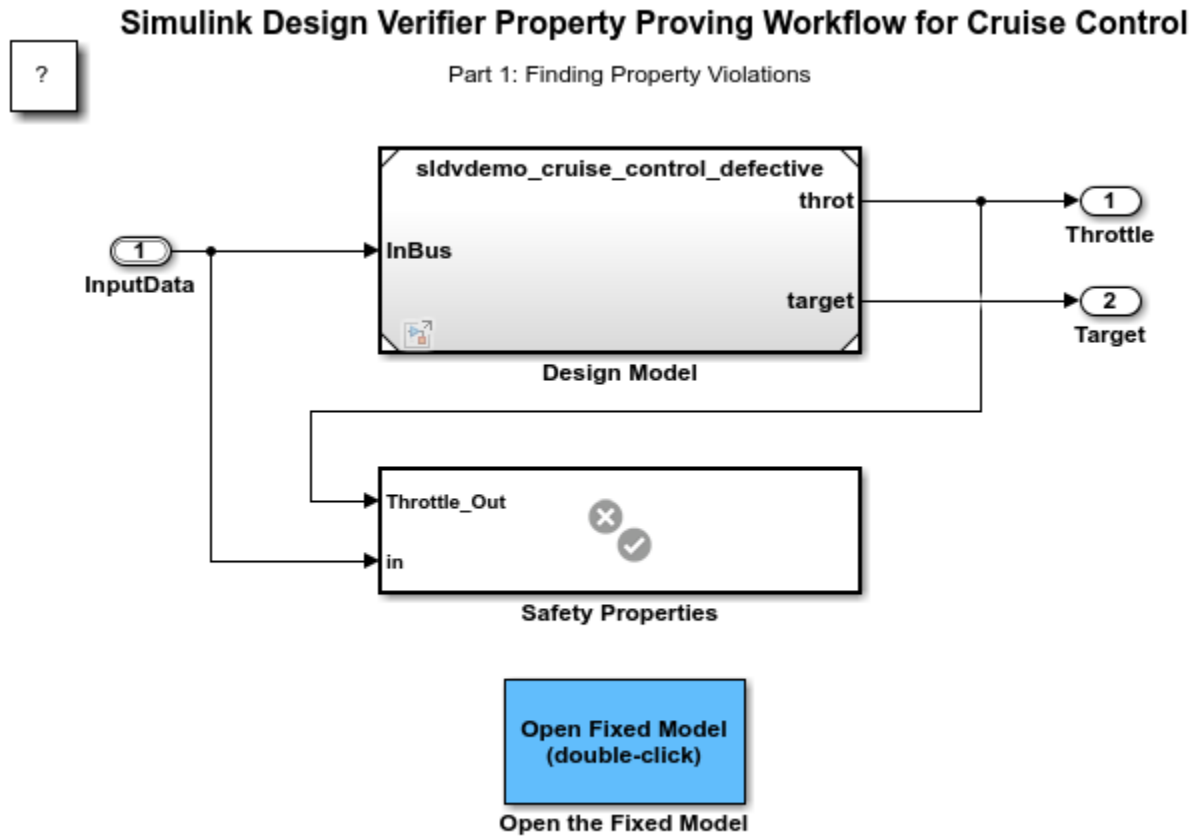 Simulink Design Verifier Property Proving Workflow for Cruise Control
?
Part 1: Finding Property Violations
sldvdemo_cruise_control_defective
throt
1
Throttle
1
InputData
InBus
target
2
Target
Design Model
Throttle_Out
in
Safety Properties
Open Fixed Model
(double-click)
Open the Fixed Model